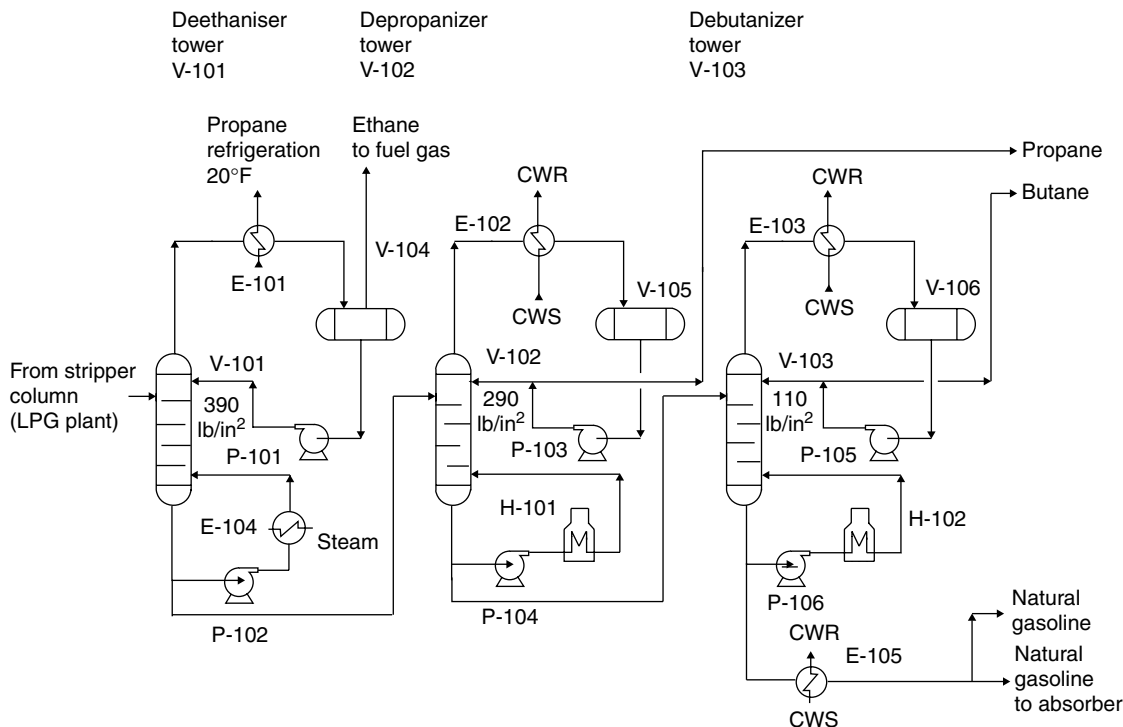 Deethaniser
tower
V-101
Depropanizer
tower
V-102
Debutanizer
tower
V-103
Propane
refrigeration
20°F
Ethane
to fuel gas
CWR
CWR
Propane
Butane
E-102
E-103
V-104
E-101
V-105
V-106
CWS
CWS
From stripper
column
(LPG plant)
V-101
390
lb/in²
P-101
V-102
290
lb/in²
P-103
V-103
110
lb/in²
P-105
E-104
Steam
H-101
H-102
P-102
P-104
P-106
CWR
E-105
CWS
Natural
gasoline
Natural
gasoline
to absorber